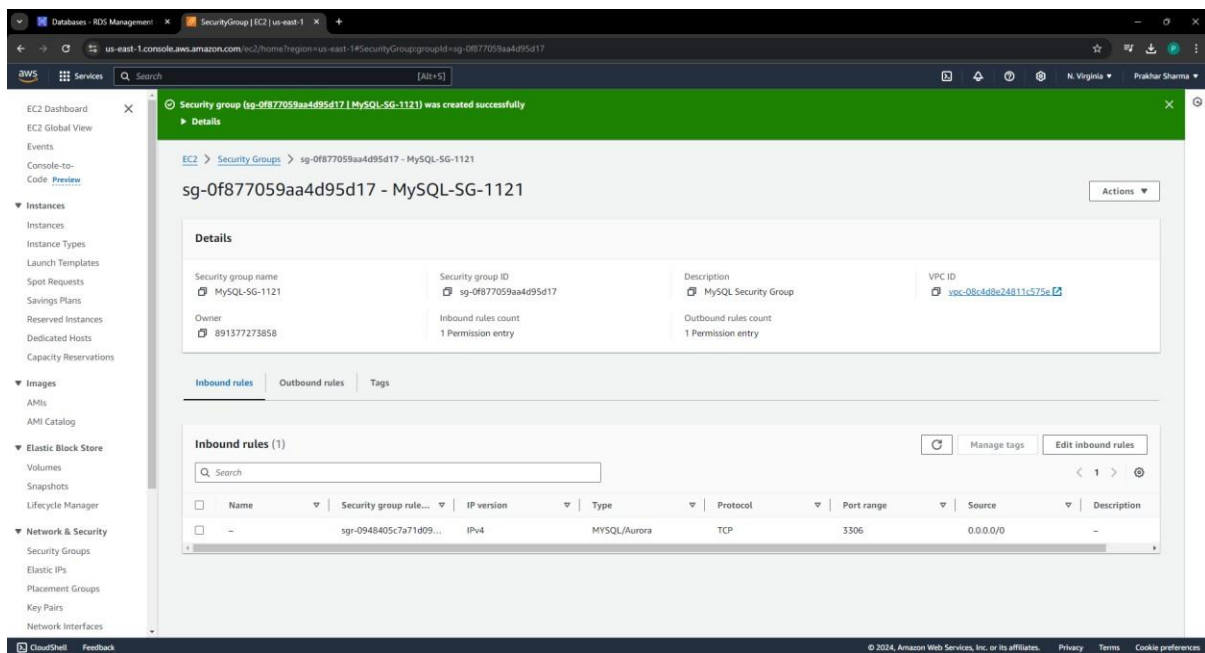 Databases - RDS Management
SecurityGroup | EC2 | us-east-1
us-east-1.console.aws.amazon.com/ec2/home?region=us-east-1#SecurityGroup:groupId=sg-0f877059aa4d95d17
aws Services Search [Alt+S] N. Virginia Prakhar Sharma
EC2 Dashboard
EC2 Global View
Events
Console-to-
Code Preview
Instances
Instances
Instance Types
Launch Templates
Spot Requests
Savings Plans
Reserved Instances
Dedicated Hosts
Capacity Reservations
Images
AMIs
AMI Catalog
Elastic Block Store
Volumes
Snapshots
Lifecycle Manager
Network & Security
Security Groups
Elastic IPs
Placement Groups
Key Pairs
Network Interfaces
Security group (sg-0f877059aa4d95d17 | MySQL-SG-1121) was created successfully
Details
EC2 > Security Groups > sg-0f877059aa4d95d17 - MySQL-SG-1121
sg-0f877059aa4d95d17 - MySQL-SG-1121
Actions
Details
Security group name
MySQL-SG-1121
Security group ID
sg-0f877059aa4d95d17
Description
MySQL Security Group
VPC ID
vpc-08c4d8e24811c575e
Owner
891377273858
Inbound rules count
1 Permission entry
Outbound rules count
1 Permission entry
Inbound rules Outbound rules Tags
Inbound rules (1)
Manage tags Edit inbound rules
Search
1
Name Security group rule... IP version Type Protocol Port range Source Description
– sgr-0948405c7a71d09... IPv4 MYSQL/Aurora TCP 3306 0.0.0.0/0 –
CloudShell Feedback © 2024, Amazon Web Services, Inc. or its affiliates. Privacy Terms Cookie preferences